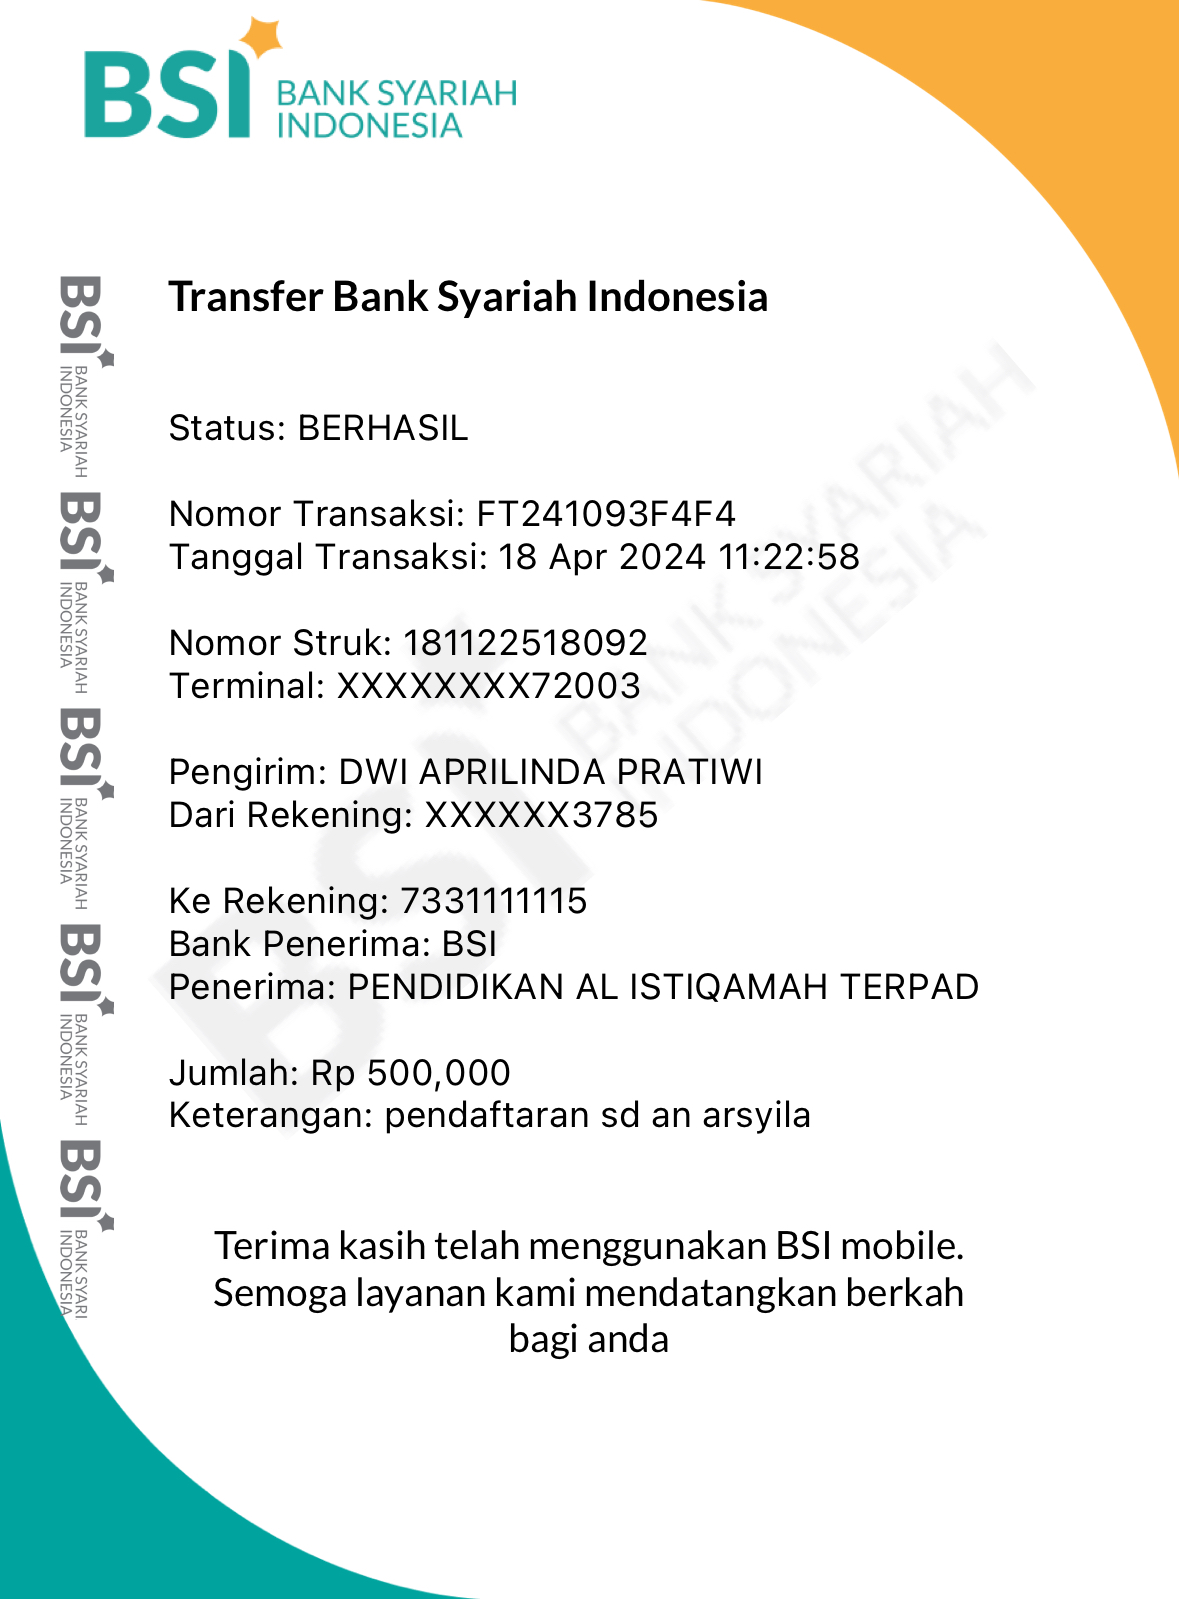 BSI BANK SYARIAH
INDONESIA
Transfer Bank Syariah Indonesia
Status: BERHASIL
Nomor Transaksi: FT241093F4F4
Tanggal Transaksi: 18 Apr 2024 11:22:58
Nomor Struk: 181122518092
Terminal: XXXXXXXX72003
Pengirim: DWI APRILINDA PRATIWI
Dari Rekening: XXXXXX3785
Ke Rekening: 7331111115
Bank Penerima: BSI
Penerima: PENDIDIKAN AL ISTIQAMAH TERPAD
Jumlah: Rp 500,000
Keterangan: pendaftaran sd an arsyila
Terima kasih telah menggunakan BSI mobile.
Semoga layanan kami mendatangkan berkah
bagi anda
BSI BANK SYARIAH
INDONESIA
BSI BANK SYARIAH
INDONESIA
BSI BANK SYARIAH
INDONESIA
BSI BANK SYARIAH
INDONESIA
BSI BANK SYARI
INDONESIA
BSI BANK SYARIAH
INDONESIA